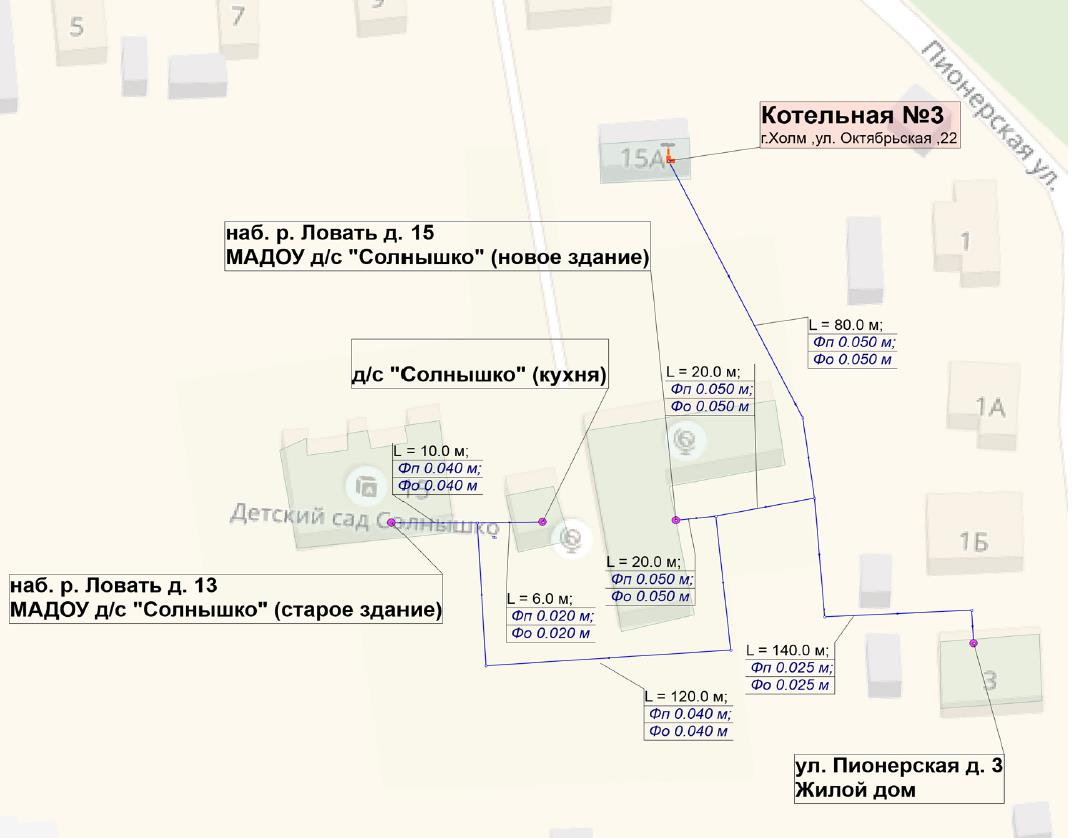 5
7
9
Пионерская ул.
Котельная №3
г.Холм ,ул. Октябрьская ,22
15А
наб. р. Ловать д. 15
МАДОУ д/с "Солнышко" (новое здание)
1
L = 80.0 м;
Фп 0.050 м;
Фо 0.050 м
д/с "Солнышко" (кухня)
L = 20.0 м;
Фп 0.050 м;
Фо 0.050 м
1А
L = 10.0 м;
Фп 0.040 м;
Фо 0.040 м
Детский сад Солнышко
1Б
L = 20.0 м;
Фп 0.050 м;
Фо 0.050 м
наб. р. Ловать д. 13
МАДОУ д/с "Солнышко" (старое здание)
L = 6.0 м;
Фп 0.020 м;
Фо 0.020 м
L = 140.0 м;
Фп 0.025 м;
Фо 0.025 м
3
L = 120.0 м;
Фп 0.040 м;
Фо 0.040 м
ул. Пионерская д. 3
Жилой дом